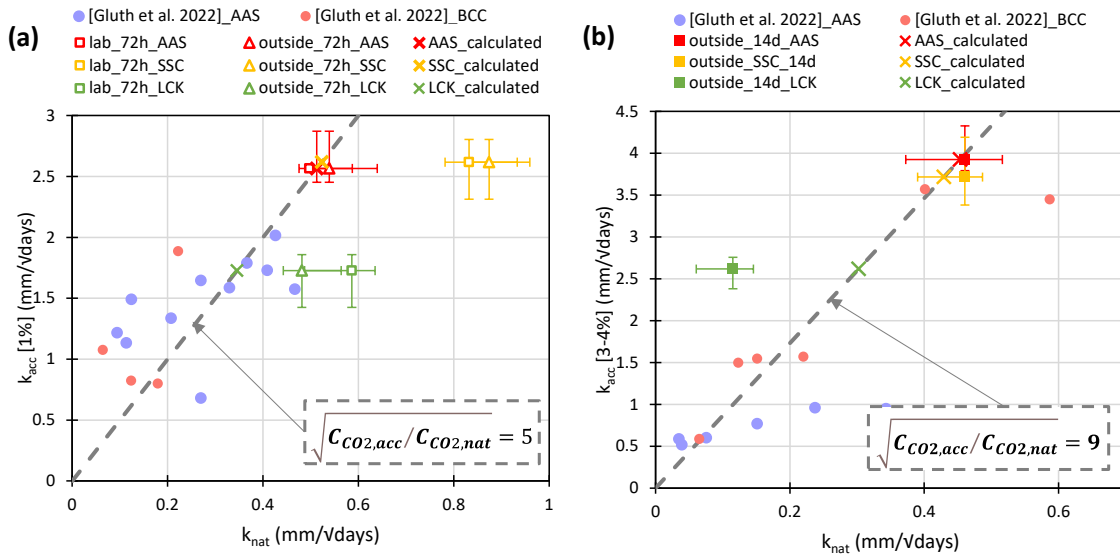 (a)
[Gluth et al. 2022]_AAS [Gluth et al. 2022]_BCC
lab_72h_AAS outside_72h_AAS AAS_calculated
lab_72h_SSC outside_72h_SSC SSC_calculated
lab_72h_LCK outside_72h_LCK LCK_calculated
3
2.5
2
1.5
1
0.5
0
k_acc [1%] (mm/√days)
√C_CO2,acc/C_CO2,nat = 5
0 0.2 0.4 0.6 0.8 1
k_nat (mm/√days)
(b)
[Gluth et al. 2022]_AAS [Gluth et al. 2022]_BCC
outside_14d_AAS AAS_calculated
outside_SSC_14d SSC_calculated
outside_14d_LCK LCK_calculated
4.5
4
3.5
3
2.5
2
1.5
1
0.5
0
k_acc [3-4%] (mm/√days)
√C_CO2,acc/C_CO2,nat = 9
0 0.2 0.4 0.6
k_nat (mm/√days)